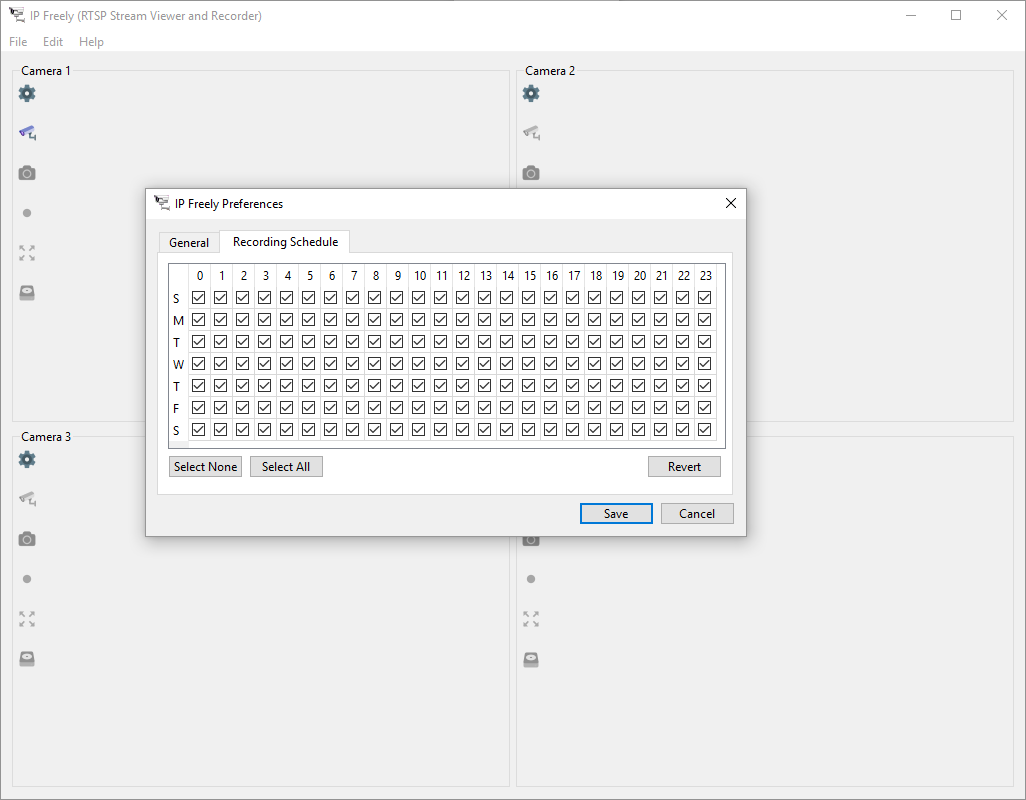 IP Freely (RTSP Stream Viewer and Recorder)
File Edit Help
Camera 1
Camera 2
IP Freely Preferences
General Recording Schedule
0 1 2 3 4 5 6 7 8 9 10 11 12 13 14 15 16 17 18 19 20 21 22 23
S
M
T
W
T
F
S
Select None Select All Revert
Save Cancel
Camera 3